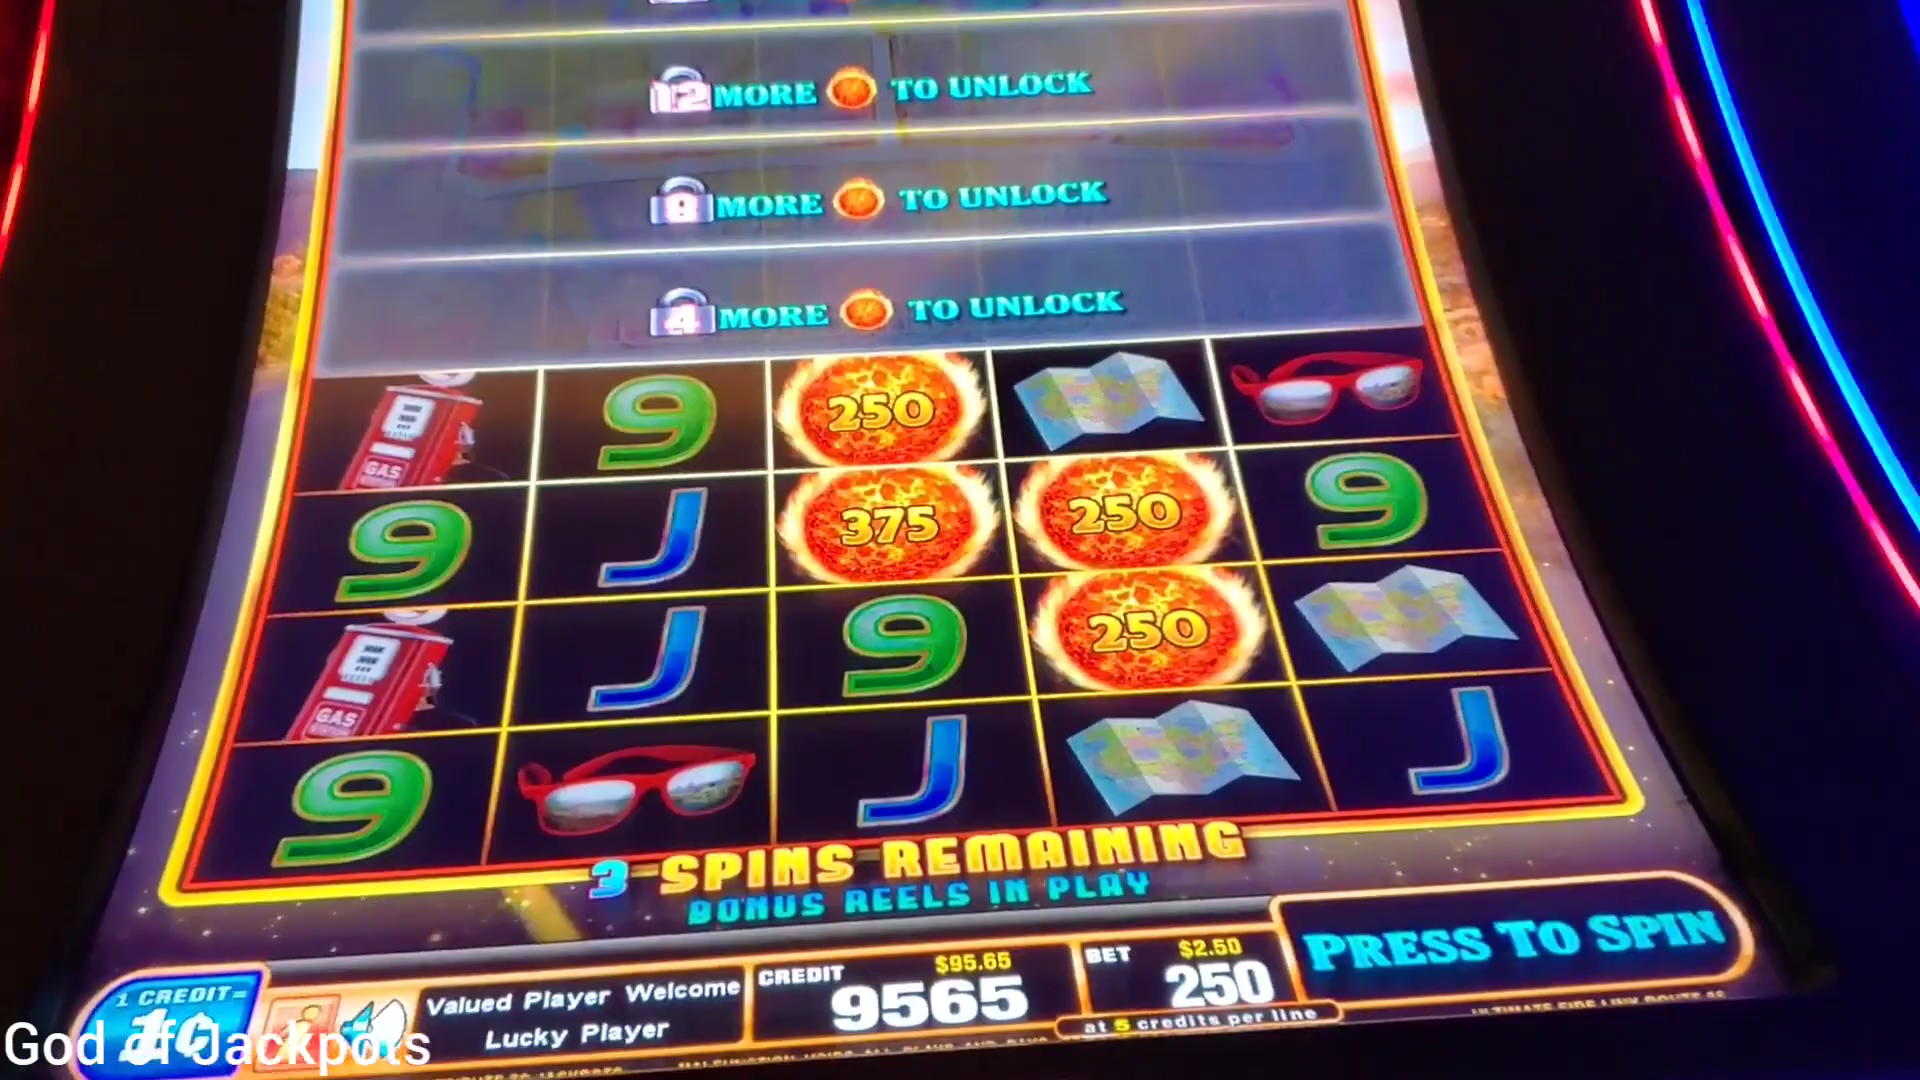 12 MORE TO UNLOCK
8 MORE TO UNLOCK
4 MORE TO UNLOCK
GAS 9 250
9 J 375 250 9
GAS J 9 250
9 J J
3 SPINS REMAINING
BONUS REELS IN PLAY
PRESS TO SPIN
1 CREDIT=
1¢
Valued Player Welcome
Lucky Player
CREDIT $95.65
9565
BET $2.50
250
at 5 credits per line
God of Jackpots